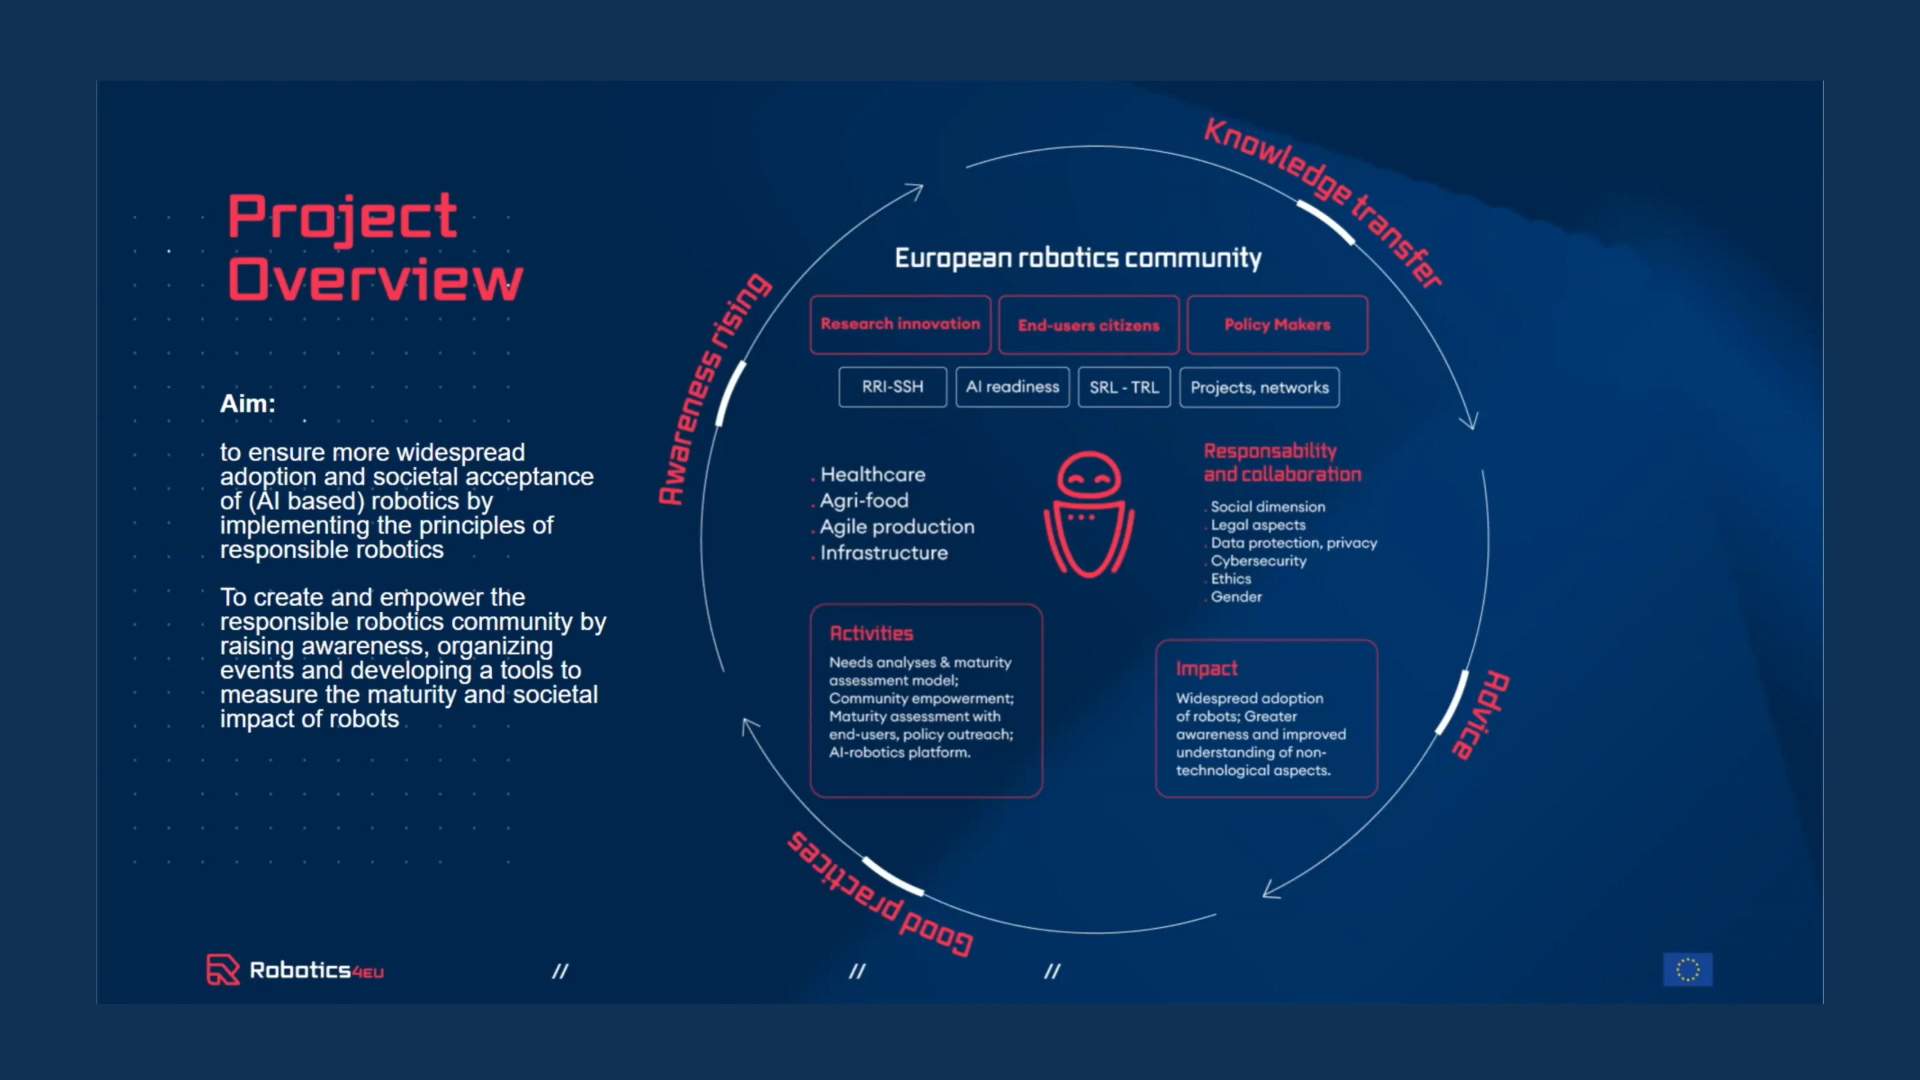 Project
Overview
Aim:
to ensure more widespread
adoption and societal acceptance
of (AI based) robotics by
implementing the principles of
responsible robotics
To create and empower the
responsible robotics community by
raising awareness, organizing
events and developing a tools to
measure the maturity and societal
impact of robots
Awareness rising
Knowledge transfer
Advice
Good practices
European robotics community
Research innovation
End-users citizens
Policy Makers
RRI-SSH
AI readiness
SRL - TRL
Projects, networks
. Healthcare
. Agri-food
. Agile production
. Infrastructure
Responsability
and collaboration
. Social dimension
. Legal aspects
. Data protection, privacy
. Cybersecurity
. Ethics
. Gender
Activities
Needs analyses & maturity
assessment model;
Community empowerment;
Maturity assessment with
end-users, policy outreach;
AI-robotics platform.
Impact
Widespread adoption
of robots; Greater
awareness and improved
understanding of non-
technological aspects.
Robotics4EU
// // //